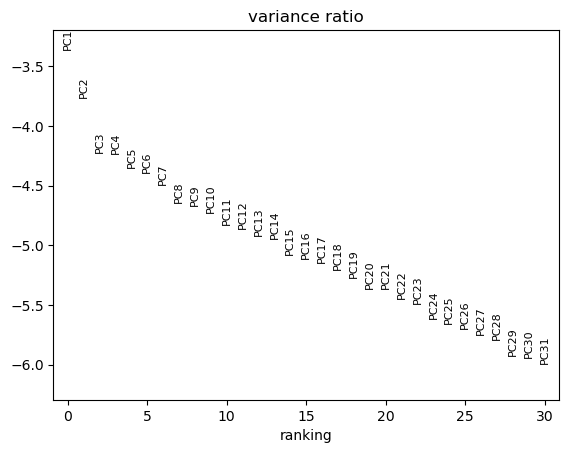 variance ratio
−3.5
−4.0
−4.5
−5.0
−5.5
−6.0
PC1
PC2
PC3
PC4
PC5
PC6
PC7
PC8
PC9
PC10
PC11
PC12
PC13
PC14
PC15
PC16
PC17
PC18
PC19
PC20
PC21
PC22
PC23
PC24
PC25
PC26
PC27
PC28
PC29
PC30
PC31
0 5 10 15 20 25 30
ranking